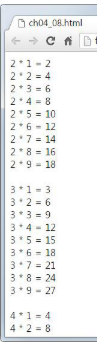 ch04_08.html
2 * 1 = 2
2 * 2 = 4
2 * 3 = 6
2 * 4 = 8
2 * 5 = 10
2 * 6 = 12
2 * 7 = 14
2 * 8 = 16
2 * 9 = 18
3 * 1 = 3
3 * 2 = 6
3 * 3 = 9
3 * 4 = 12
3 * 5 = 15
3 * 6 = 18
3 * 7 = 21
3 * 8 = 24
3 * 9 = 27
4 * 1 = 4
4 * 2 = 8